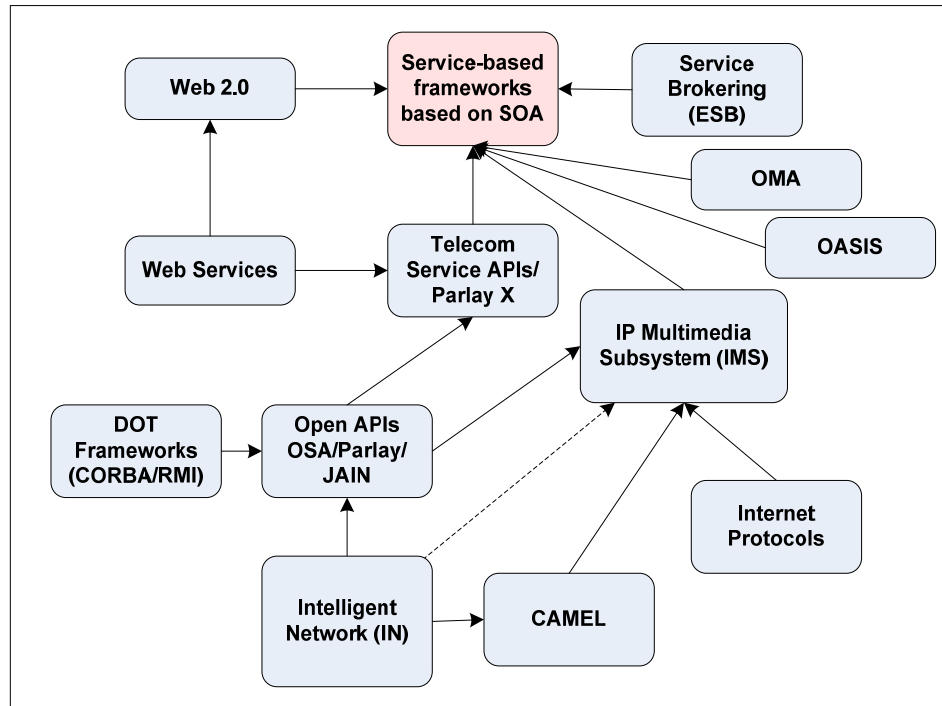 Web 2.0
Service-based
frameworks
based on SOA
Service
Brokering
(ESB)
OMA
OASIS
Web Services
Telecom
Service APIs/
Parlay X
IP Multimedia
Subsystem (IMS)
DOT
Frameworks
(CORBA/RMI)
Open APIs
OSA/Parlay/
JAIN
Internet
Protocols
Intelligent
Network (IN)
CAMEL